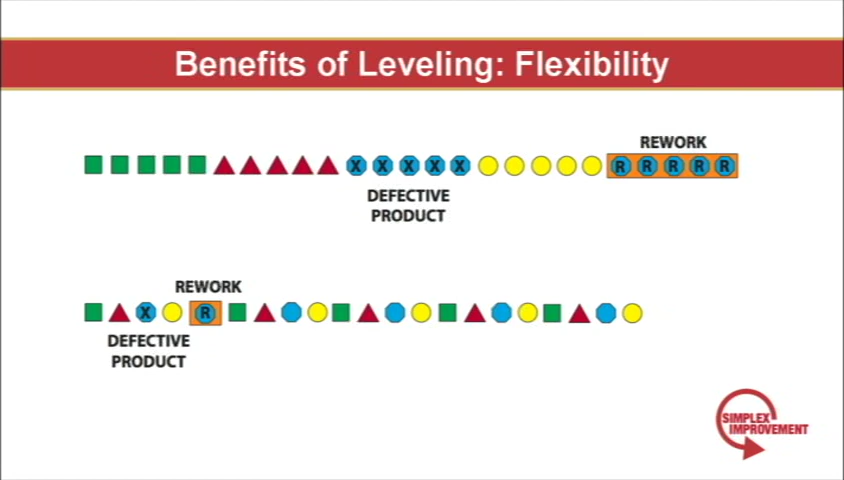 Benefits of Leveling: Flexibility
REWORK
X X X X X R R R R R
DEFECTIVE
PRODUCT
REWORK
X R
DEFECTIVE
PRODUCT
SIMPLEX
IMPROVEMENT